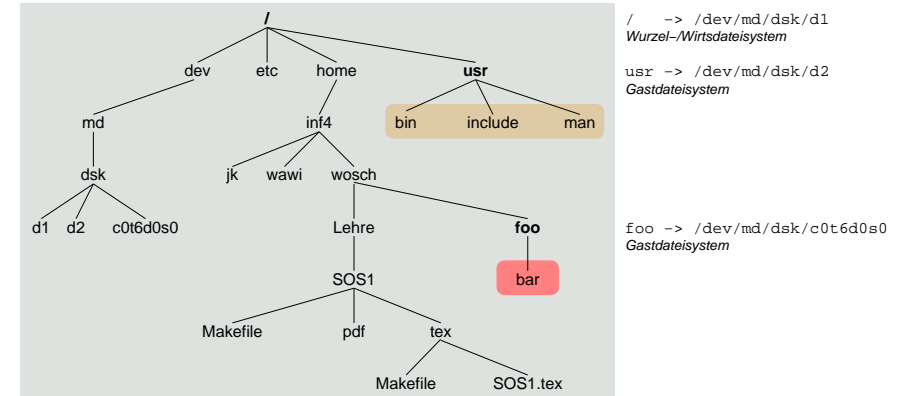 /
/ -> /dev/md/dsk/d1
Wurzel-/Wirtsdateisystem
dev etc home usr
usr -> /dev/md/dsk/d2
Gastdateisystem
md inf4 bin include man
dsk jk wawi wosch
d1 d2 c0t6d0s0 Lehre foo
foo -> /dev/md/dsk/c0t6d0s0
Gastdateisystem
SOS1 bar
Makefile pdf tex
Makefile SOS1.tex